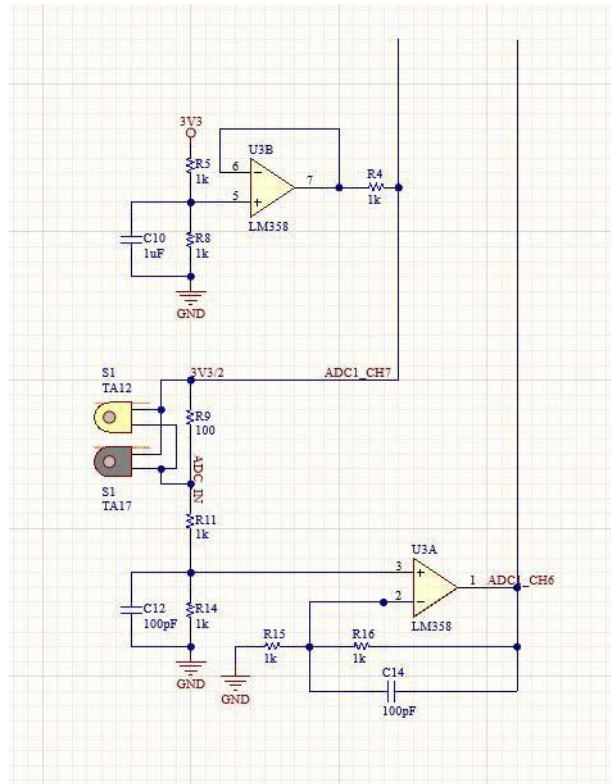 3V3
R5
1k
U3B
6
5
7
LM358
R4
1k
C10
1uF
R8
1k
GND
S1
TA12
3V3/2
ADC1_CH7
R9
100
ADC_IN
S1
TA17
R11
1k
U3A
3
2
1
ADC1_CH6
LM358
C12
100pF
R14
1k
GND
R15
1k
R16
1k
GND
C14
100pF